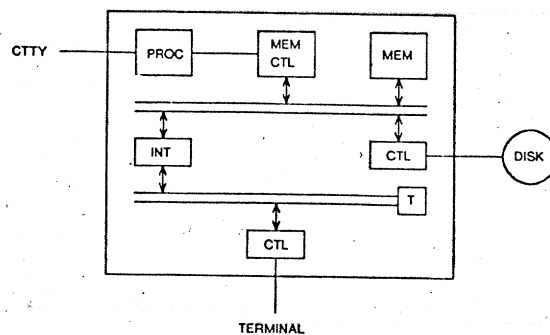 CTTY
PROC
MEM
CTL
MEM
INT
CTL
DISK
T
CTL
TERMINAL